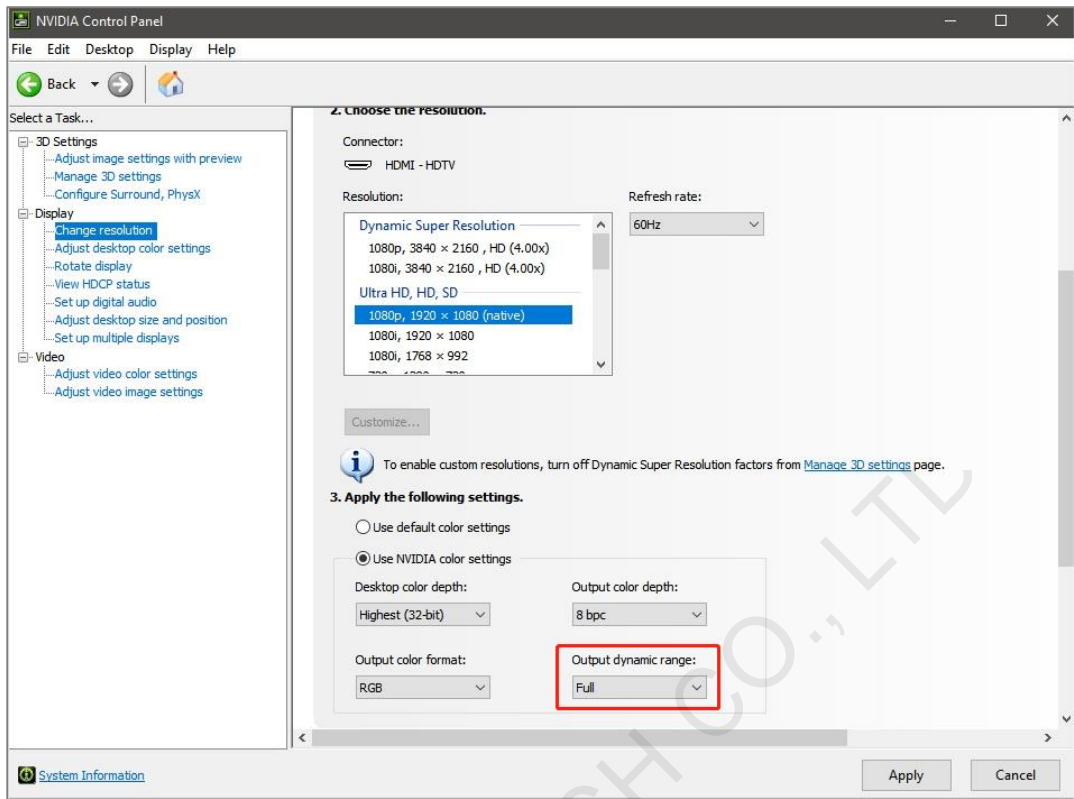 NVIDIA Control Panel
File Edit Desktop Display Help
Back
Select a Task...
3D Settings
Adjust image settings with preview
Manage 3D settings
Configure Surround, PhysX
Display
Change resolution
Adjust desktop color settings
Rotate display
View HDCP status
Set up digital audio
Adjust desktop size and position
Set up multiple displays
Video
Adjust video color settings
Adjust video image settings
System Information
2. Choose the resolution.
Connector:
HDMI - HDTV
Resolution:
Refresh rate:
Dynamic Super Resolution
60Hz
1080p, 3840 × 2160 , HD (4.00x)
1080i, 3840 × 2160 , HD (4.00x)
Ultra HD, HD, SD
1080p, 1920 × 1080 (native)
1080i, 1920 × 1080
1080i, 1768 × 992
Customize...
To enable custom resolutions, turn off Dynamic Super Resolution factors from Manage 3D settings page.
3. Apply the following settings.
Use default color settings
Use NVIDIA color settings
Desktop color depth:
Output color depth:
Highest (32-bit)
8 bpc
Output color format:
Output dynamic range:
RGB
Full
Apply
Cancel
CO., LTD